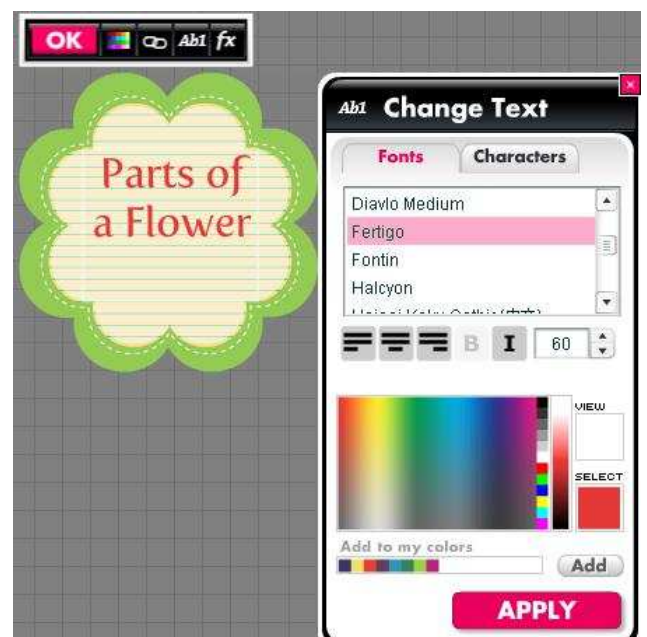 OK Ab1 fx
Parts of
a Flower
Ab1 Change Text
Fonts Characters
Diavlo Medium
Fertigo
Fontin
Halcyon
B I 60
VIEW
SELECT
Add to my colors
Add
APPLY